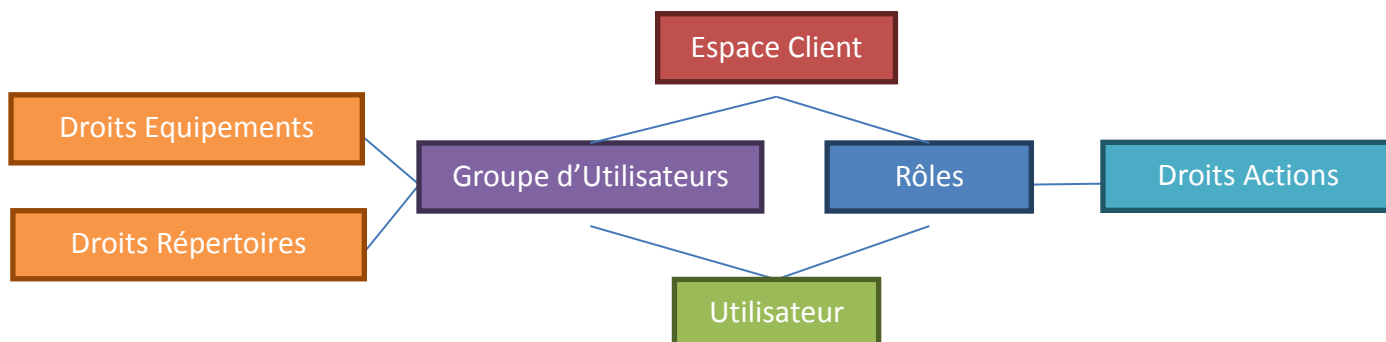 Espace Client
Droits Equipements
Groupe d’Utilisateurs
Rôles
Droits Actions
Droits Répertoires
Utilisateur